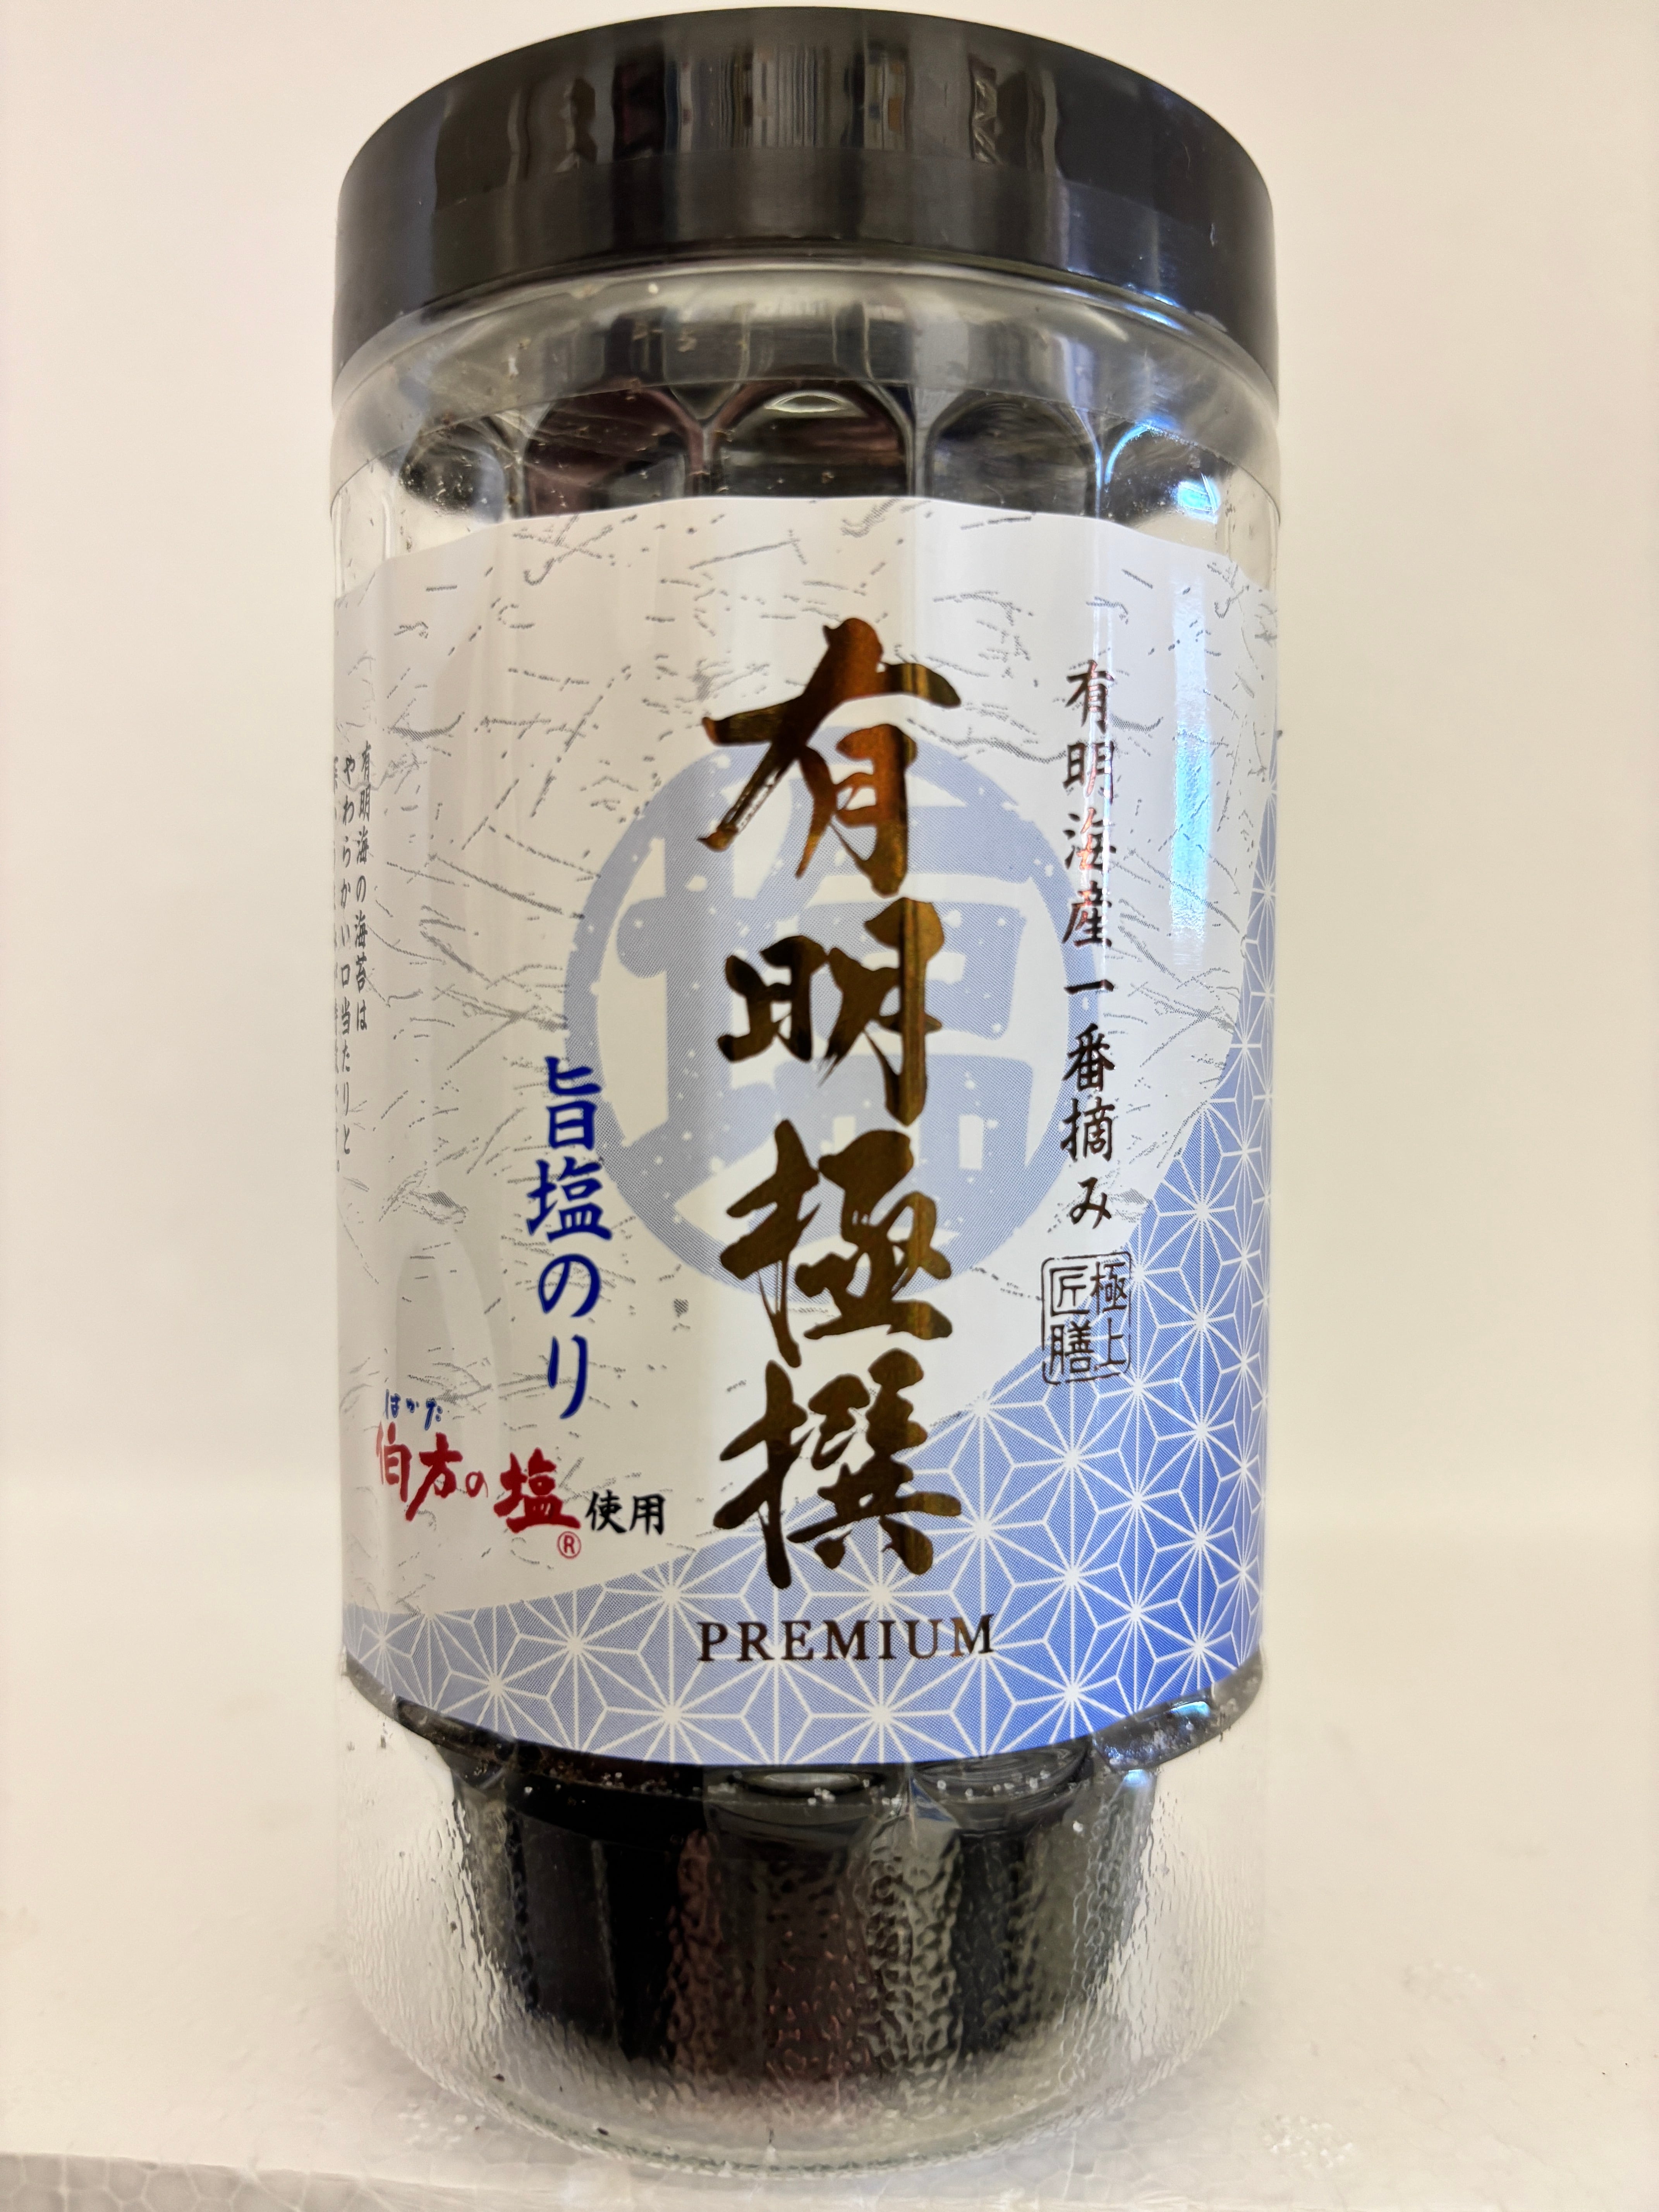 有明海産一番摘み
極上
匠膳
有明極撰
PREMIUM
塩
旨塩のり
はかた
伯方の塩®使用
有明海の海苔は
やわらかい口当たりと